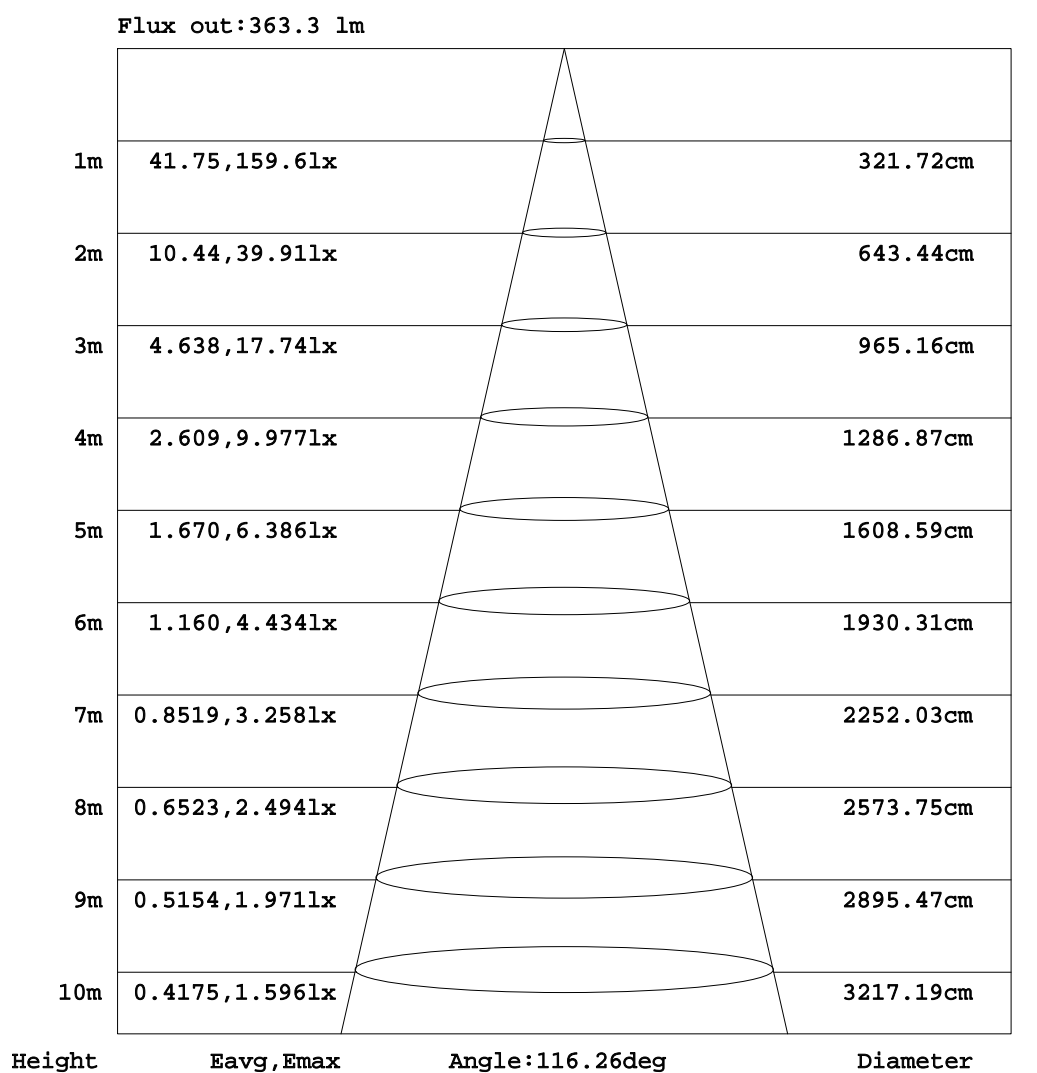 Flux out:363.3 lm
1m 41.75,159.6lx 321.72cm
2m 10.44,39.91lx 643.44cm
3m 4.638,17.74lx 965.16cm
4m 2.609,9.977lx 1286.87cm
5m 1.670,6.386lx 1608.59cm
6m 1.160,4.434lx 1930.31cm
7m 0.8519,3.258lx 2252.03cm
8m 0.6523,2.494lx 2573.75cm
9m 0.5154,1.971lx 2895.47cm
10m 0.4175,1.596lx 3217.19cm
Height Eavg,Emax Angle:116.26deg Diameter